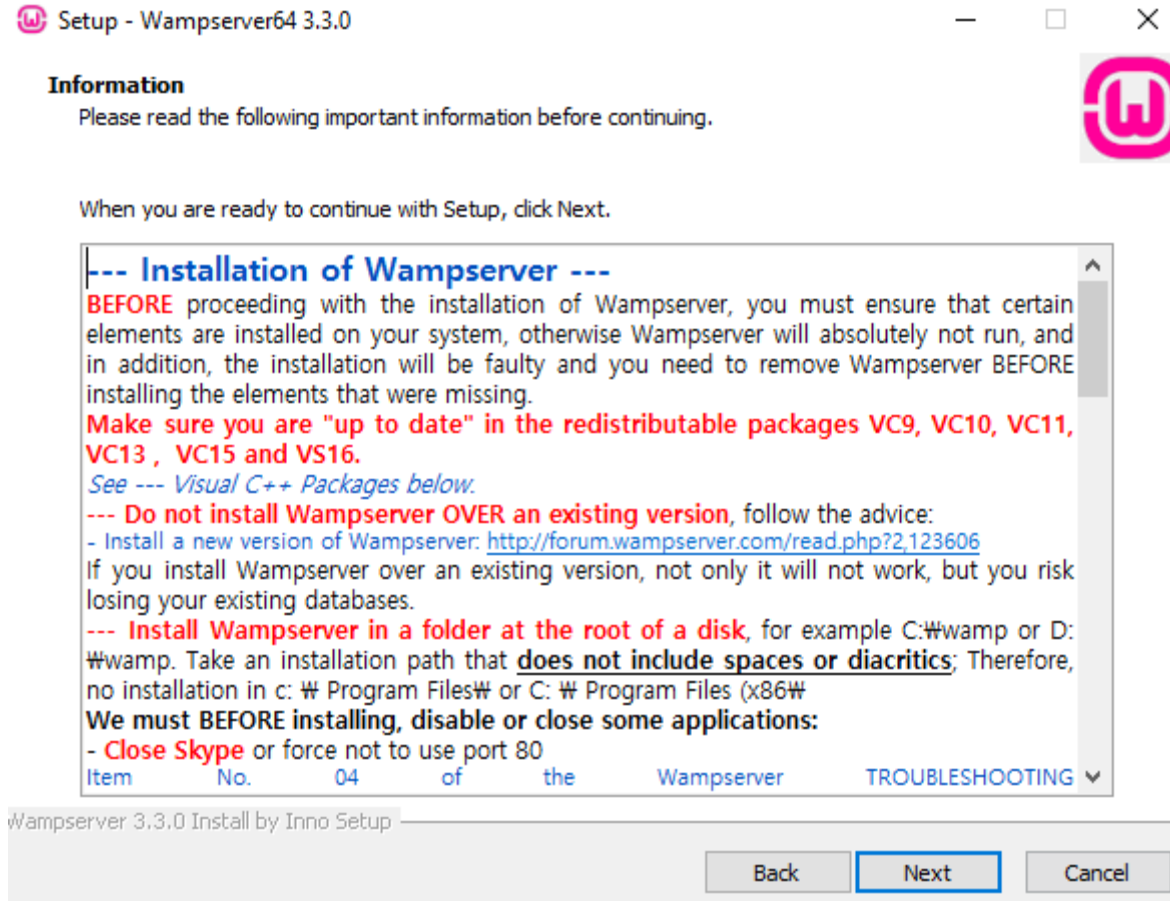 Setup - Wampserver64 3.3.0
Information
Please read the following important information before continuing.
When you are ready to continue with Setup, click Next.
--- Installation of Wampserver ---
BEFORE proceeding with the installation of Wampserver, you must ensure that certain
elements are installed on your system, otherwise Wampserver will absolutely not run, and
in addition, the installation will be faulty and you need to remove Wampserver BEFORE
installing the elements that were missing.
Make sure you are "up to date" in the redistributable packages VC9, VC10, VC11,
VC13 , VC15 and VS16.
See --- Visual C++ Packages below.
--- Do not install Wampserver OVER an existing version, follow the advice:
- Install a new version of Wampserver: http://forum.wampserver.com/read.php?2,123606
If you install Wampserver over an existing version, not only it will not work, but you risk
losing your existing databases.
--- Install Wampserver in a folder at the root of a disk, for example C:₩wamp or D:
₩wamp. Take an installation path that does not include spaces or diacritics; Therefore,
no installation in c: ₩ Program Files₩ or C: ₩ Program Files (x86₩
We must BEFORE installing, disable or close some applications:
- Close Skype or force not to use port 80
Item No. 04 of the Wampserver TROUBLESHOOTING
Wampserver 3.3.0 Install by Inno Setup
Back Next Cancel